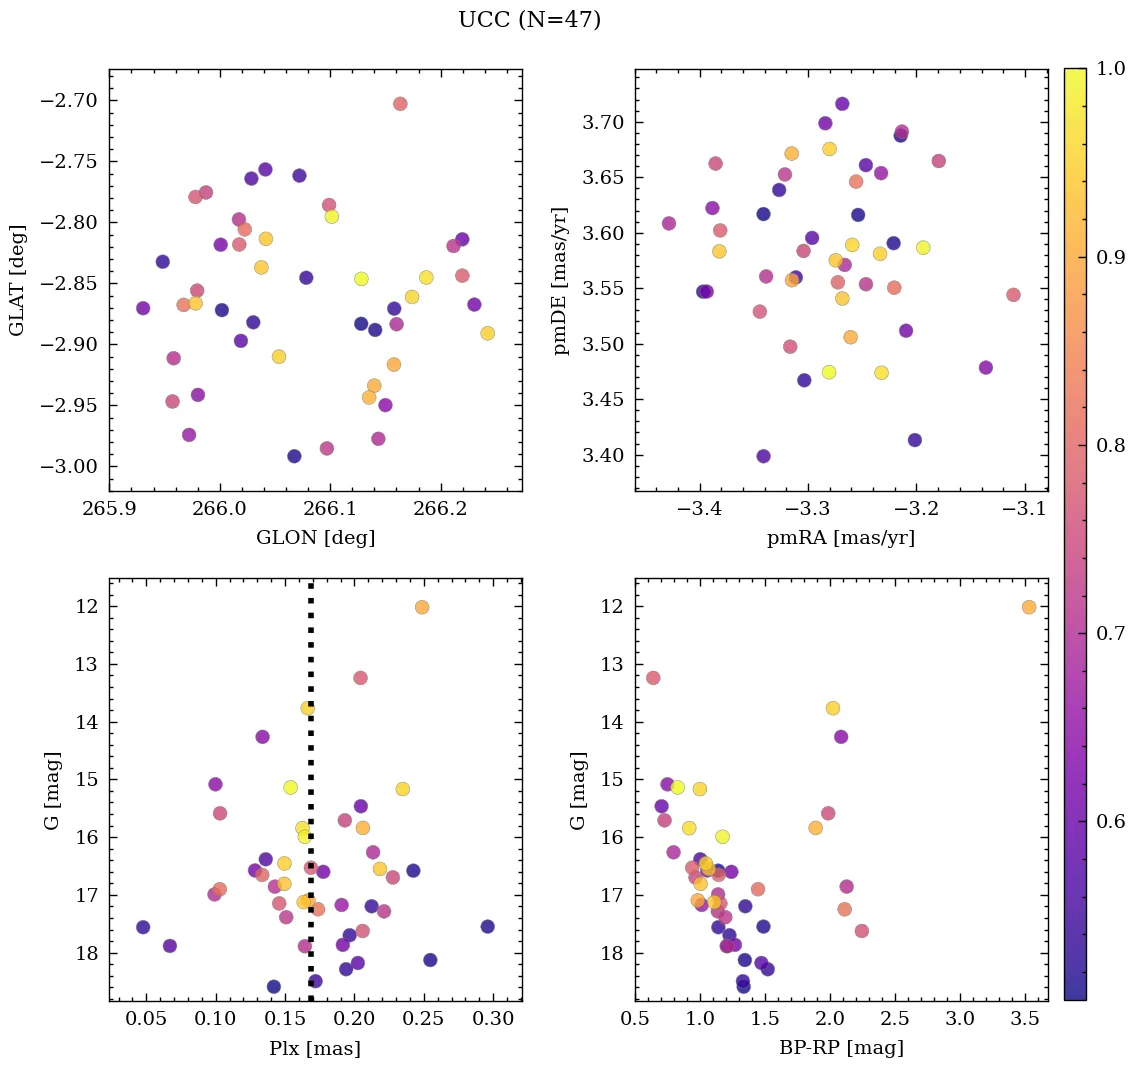 UCC (N=47)
−2.70
−2.75
−2.80
−2.85
−2.90
−2.95
−3.00
GLAT [deg]
265.9 266.0 266.1 266.2
GLON [deg]
3.70
3.65
3.60
3.55
3.50
3.45
3.40
pmDE [mas/yr]
−3.4 −3.3 −3.2 −3.1
pmRA [mas/yr]
1.0
0.9
0.8
0.7
0.6
12
13
14
15
16
17
18
G [mag]
0.05 0.10 0.15 0.20 0.25 0.30
Plx [mas]
12
13
14
15
16
17
18
G [mag]
0.5 1.0 1.5 2.0 2.5 3.0 3.5
BP-RP [mag]